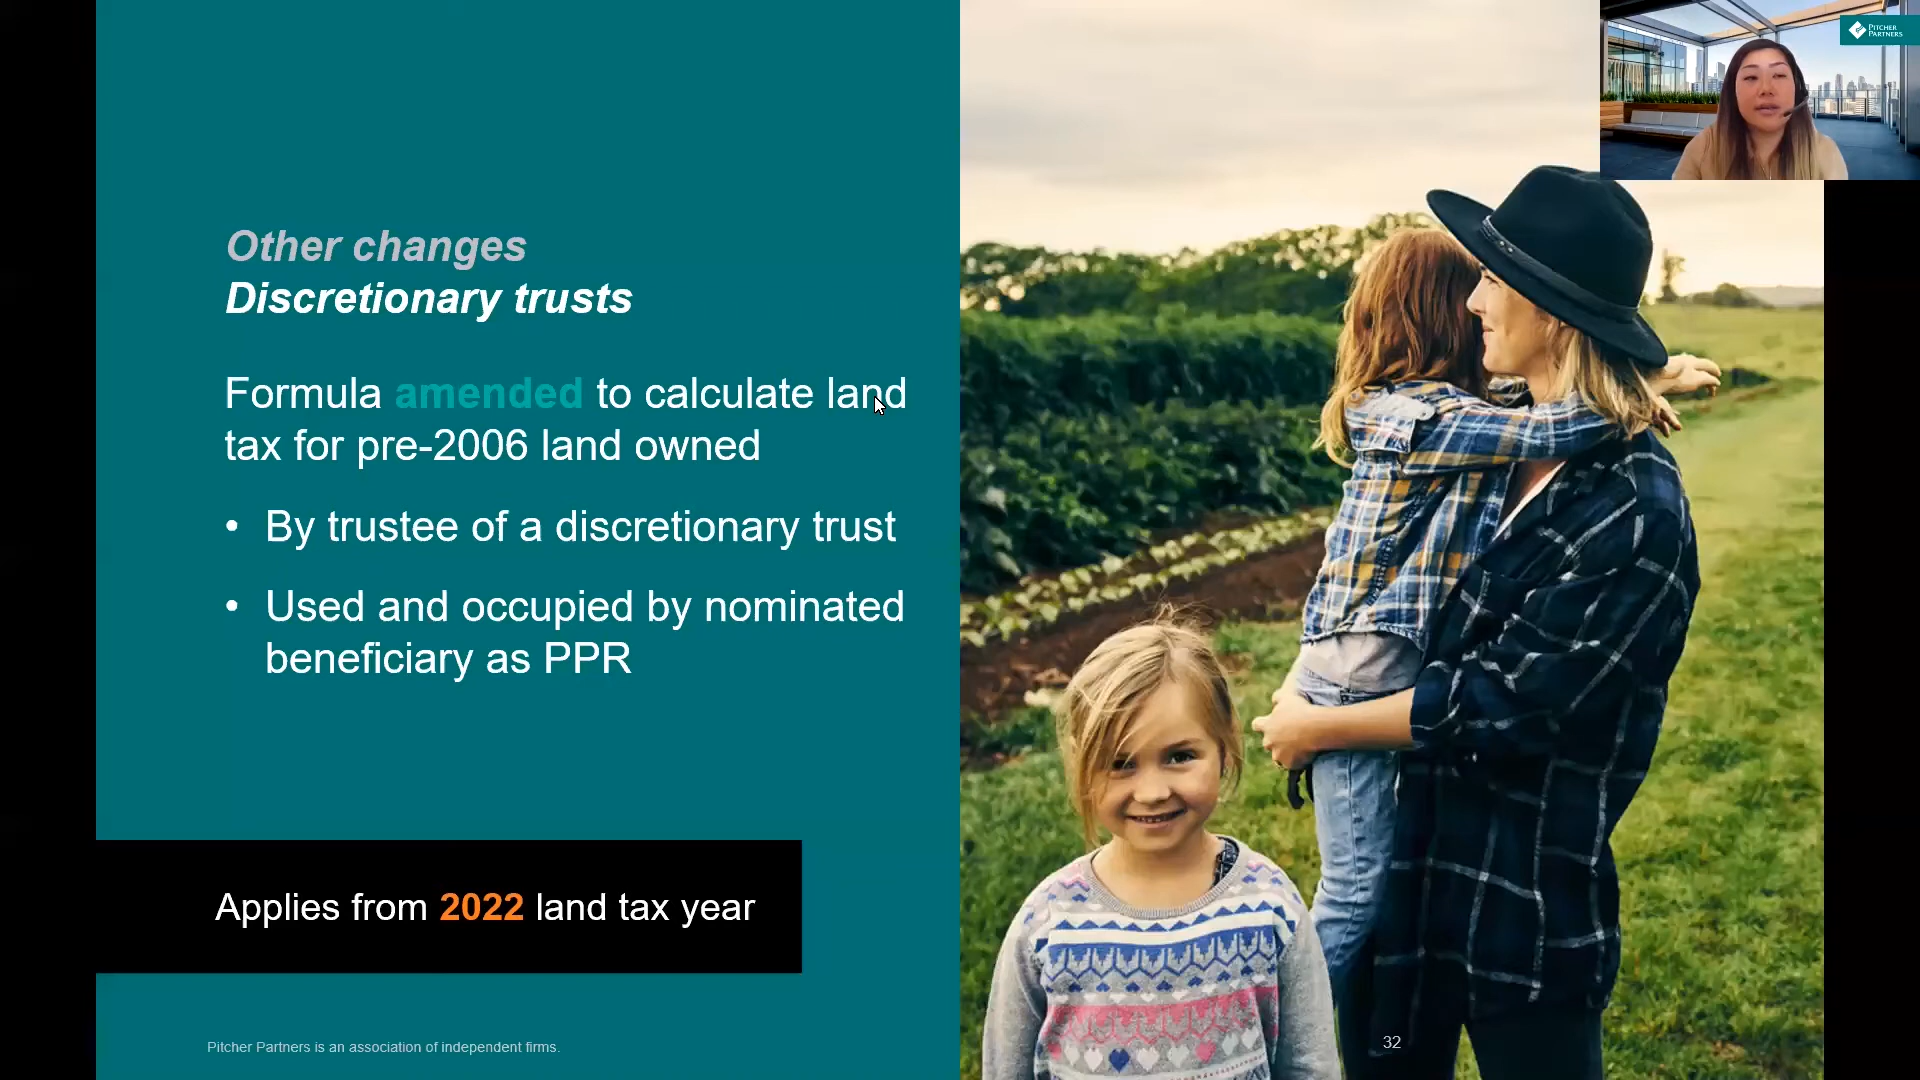 PITCHER
PARTNERS
Other changes
Discretionary trusts
Formula amended to calculate land
tax for pre-2006 land owned
• By trustee of a discretionary trust
• Used and occupied by nominated
beneficiary as PPR
Applies from 2022 land tax year
Pitcher Partners is an association of independent firms.
32